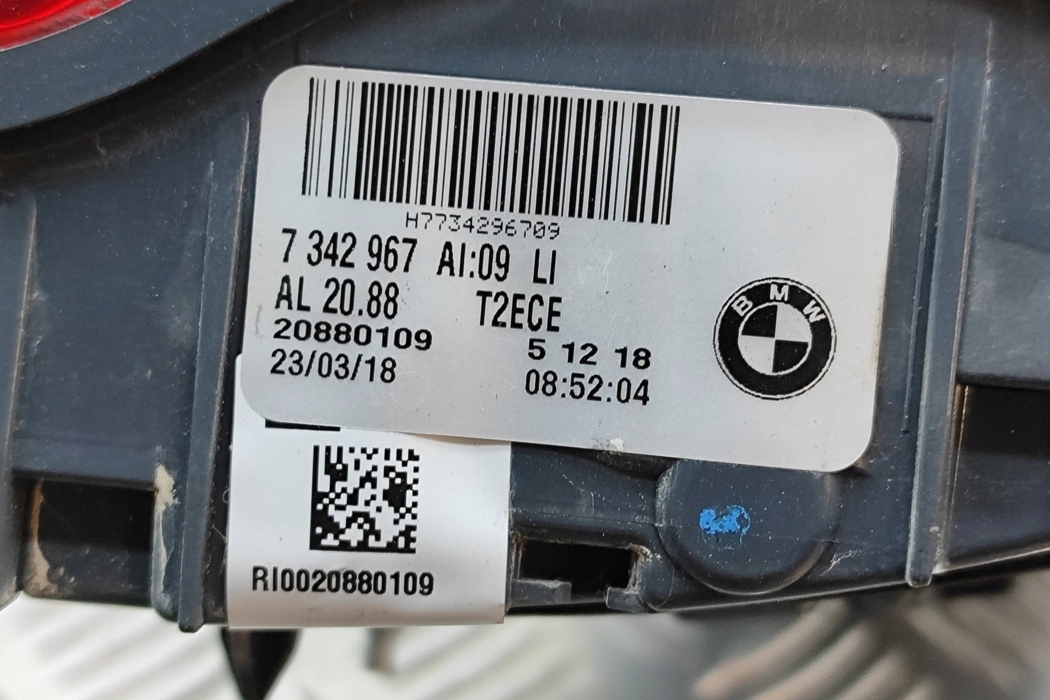 H7734296709
7 342 967 AI:09 LI
AL 20.88 T2ECE
20880109 5 12 18
23/03/18 08:52:04
BMW
RI0020880109